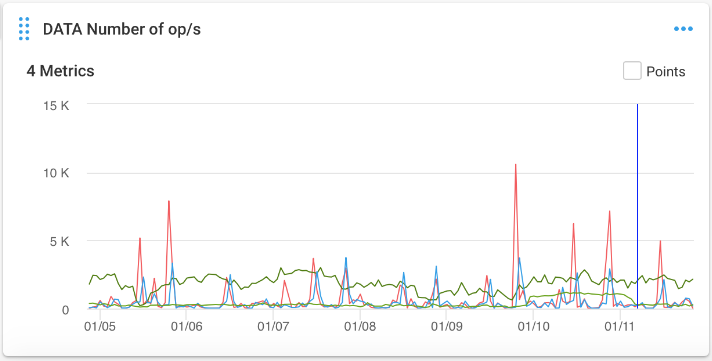 DATA Number of op/s
4 Metrics
Points
15 K
10 K
5 K
0
01/05 01/06 01/07 01/08 01/09 01/10 01/11